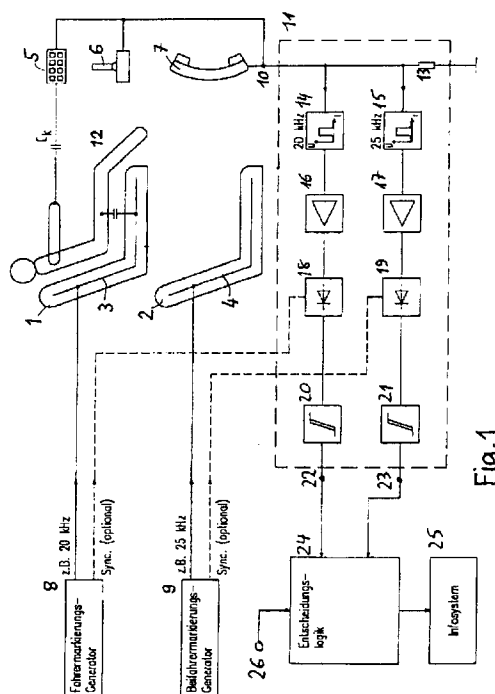 8
Fahrermarkierungs-
Generator
z.B. 20 kHz
Sync. (optional)
9
Beifahrermarkierungs-
Generator
z.B. 25 kHz
Sync. (optional)
1
3
2
4
12
Ck
5
6
7
10
11
13
14
20 kHz
15
25 kHz
16
17
18
19
20
21
22
23
24
Entscheidungs-
logik
25
Infosystem
26
Fig.1